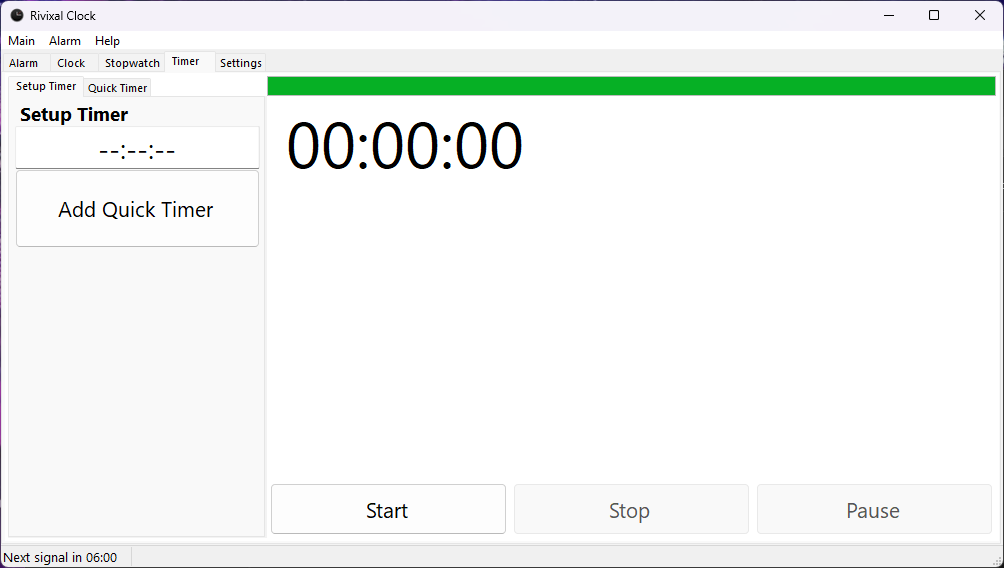 Rivixal Clock
Main Alarm Help
Alarm Clock Stopwatch Timer Settings
Setup Timer Quick Timer
Setup Timer
--:--:--
Add Quick Timer
00:00:00
Start Stop Pause
Next signal in 06:00